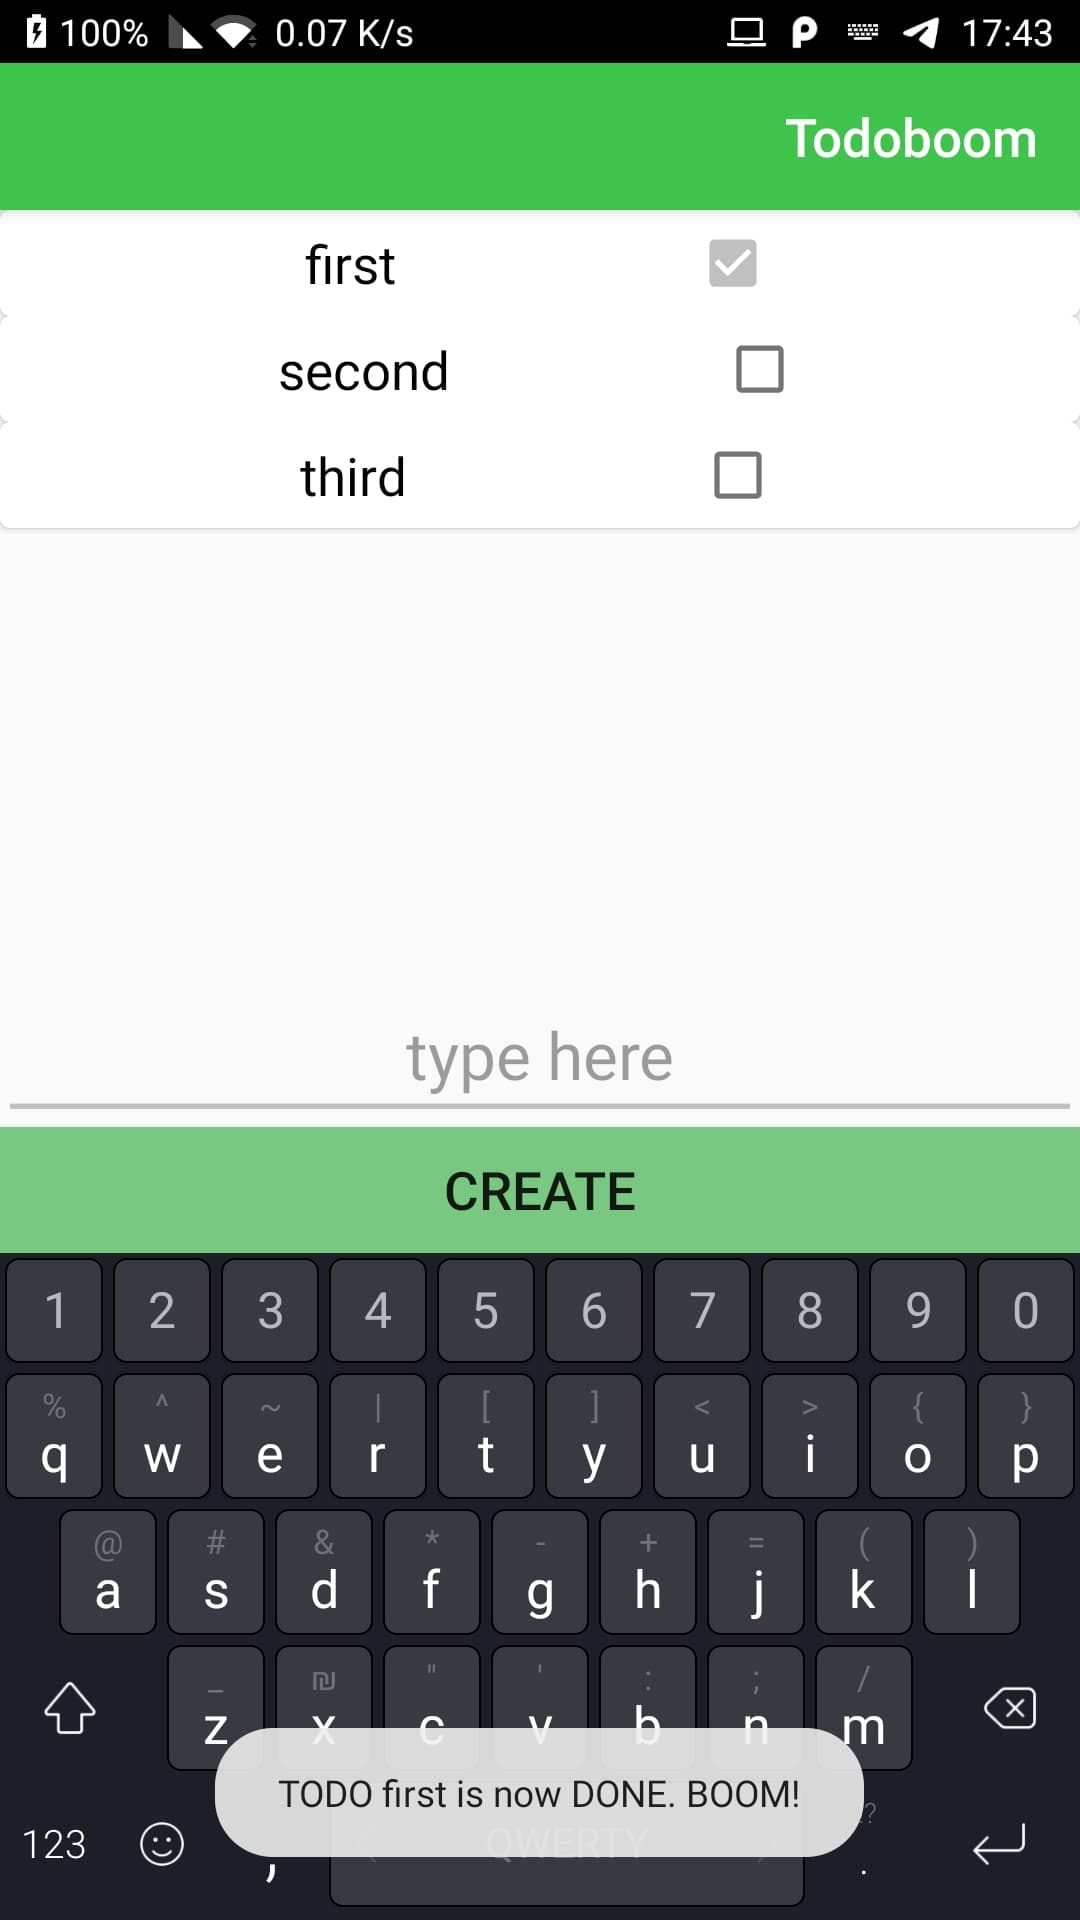 100% 0.07 K/s 17:43
Todoboom
first
second
third
type here
CREATE
1 2 3 4 5 6 7 8 9 0
% ^ ~ | [ ] < > { }
q w e r t y u i o p
@ # & * - + = ( )
a s d f g h j k l
_ ₪ " ' : ; /
z x c v b n m
TODO first is now DONE. BOOM!
123 , QWERTY .